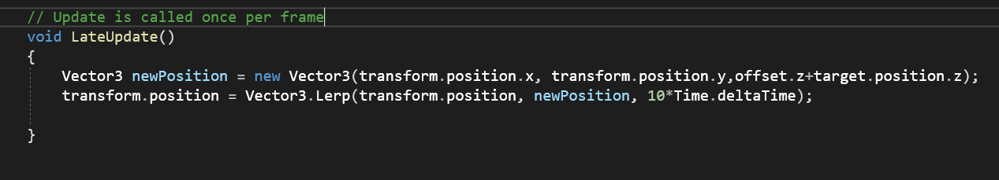 // Update is called once per frame
void LateUpdate()
{
Vector3 newPosition = new Vector3(transform.position.x, transform.position.y,offset.z+target.position.z);
transform.position = Vector3.Lerp(transform.position, newPosition, 10*Time.deltaTime);
}